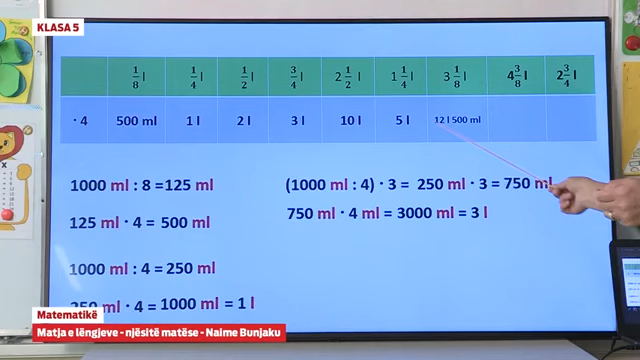 KLASA 5
1/8 l 1/4 l 1/2 l 3/4 l 2 1/2 l 1 1/4 l 3 1/8 l 4 3/8 l 2 3/4 l
· 4 500 ml 1 l 2 l 3 l 10 l 5 l 12 l 500 ml
1000 ml : 8 = 125 ml
125 ml · 4 = 500 ml
1000 ml : 4 = 250 ml
250 ml · 4 = 1000 ml = 1 l
(1000 ml : 4) · 3 = 250 ml · 3 = 750 ml
750 ml · 4 ml = 3000 ml = 3 l
Matematikë
Matja e lëngjeve - njësitë matëse - Naime Bunjaku